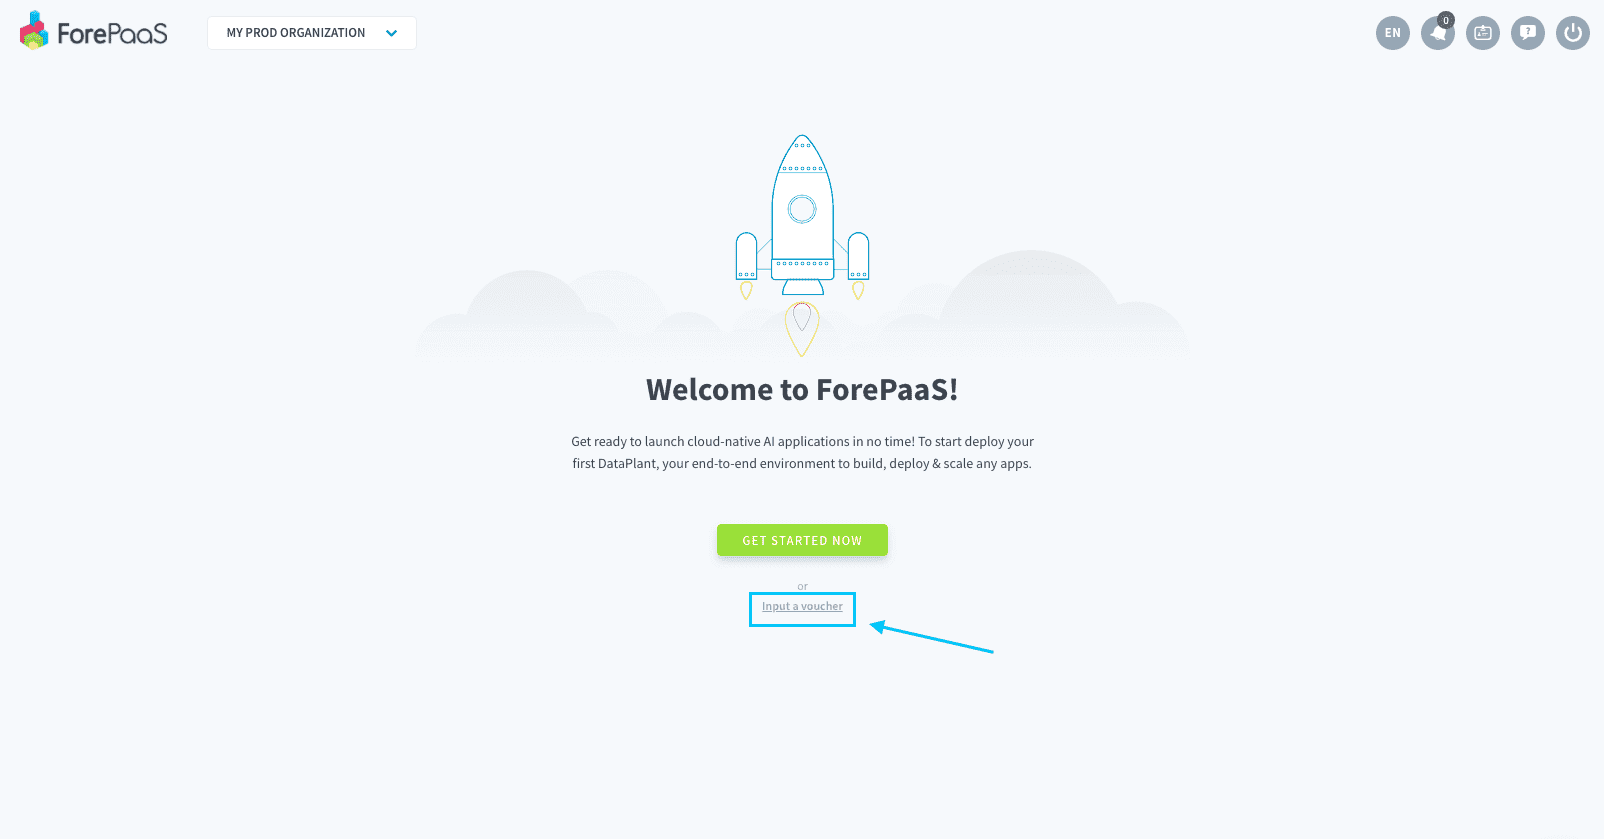 ForePaaS
MY PROD ORGANIZATION
EN
0
?
Welcome to ForePaaS!
Get ready to launch cloud-native AI applications in no time! To start deploy your
first DataPlant, your end-to-end environment to build, deploy & scale any apps.
GET STARTED NOW
or
Input a voucher